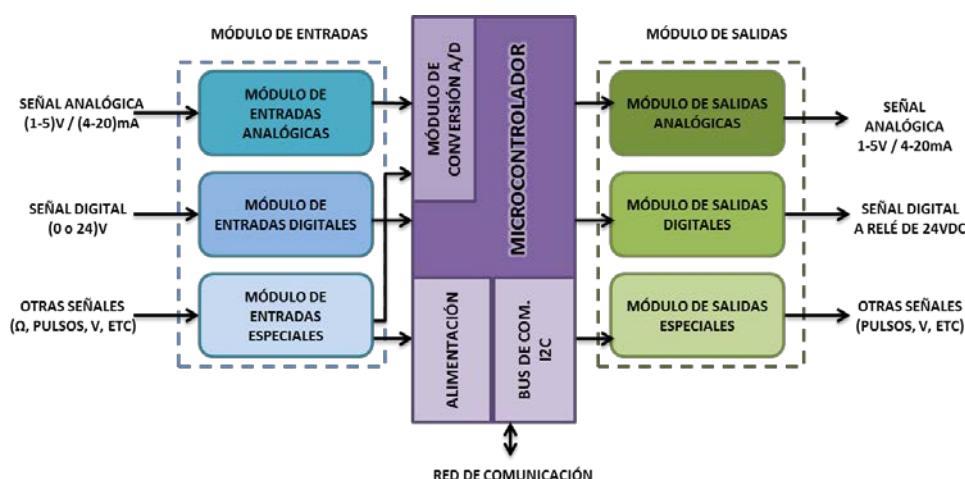 MÓDULO DE ENTRADAS
SEÑAL ANALÓGICA
(1-5)V / (4-20)mA
MÓDULO DE
ENTRADAS
ANALÓGICAS
SEÑAL DIGITAL
(0 o 24)V
MÓDULO DE
ENTRADAS DIGITALES
OTRAS SEÑALES
(Ω, PULSOS, V, ETC)
MÓDULO DE
ENTRADAS
ESPECIALES
MÓDULO DE
CONVERSIÓN A/D
MICROCONTROLADOR
ALIMENTACIÓN
BUS DE COM.
I2C
RED DE COMUNICACIÓN
MÓDULO DE SALIDAS
MÓDULO DE SALIDAS
ANALÓGICAS
SEÑAL
ANALÓGICA
1-5V / 4-20mA
MÓDULO DE SALIDAS
DIGITALES
SEÑAL DIGITAL
A RELÉ DE 24VDC
MÓDULO DE SALIDAS
ESPECIALES
OTRAS SEÑALES
(PULSOS, V, ETC)